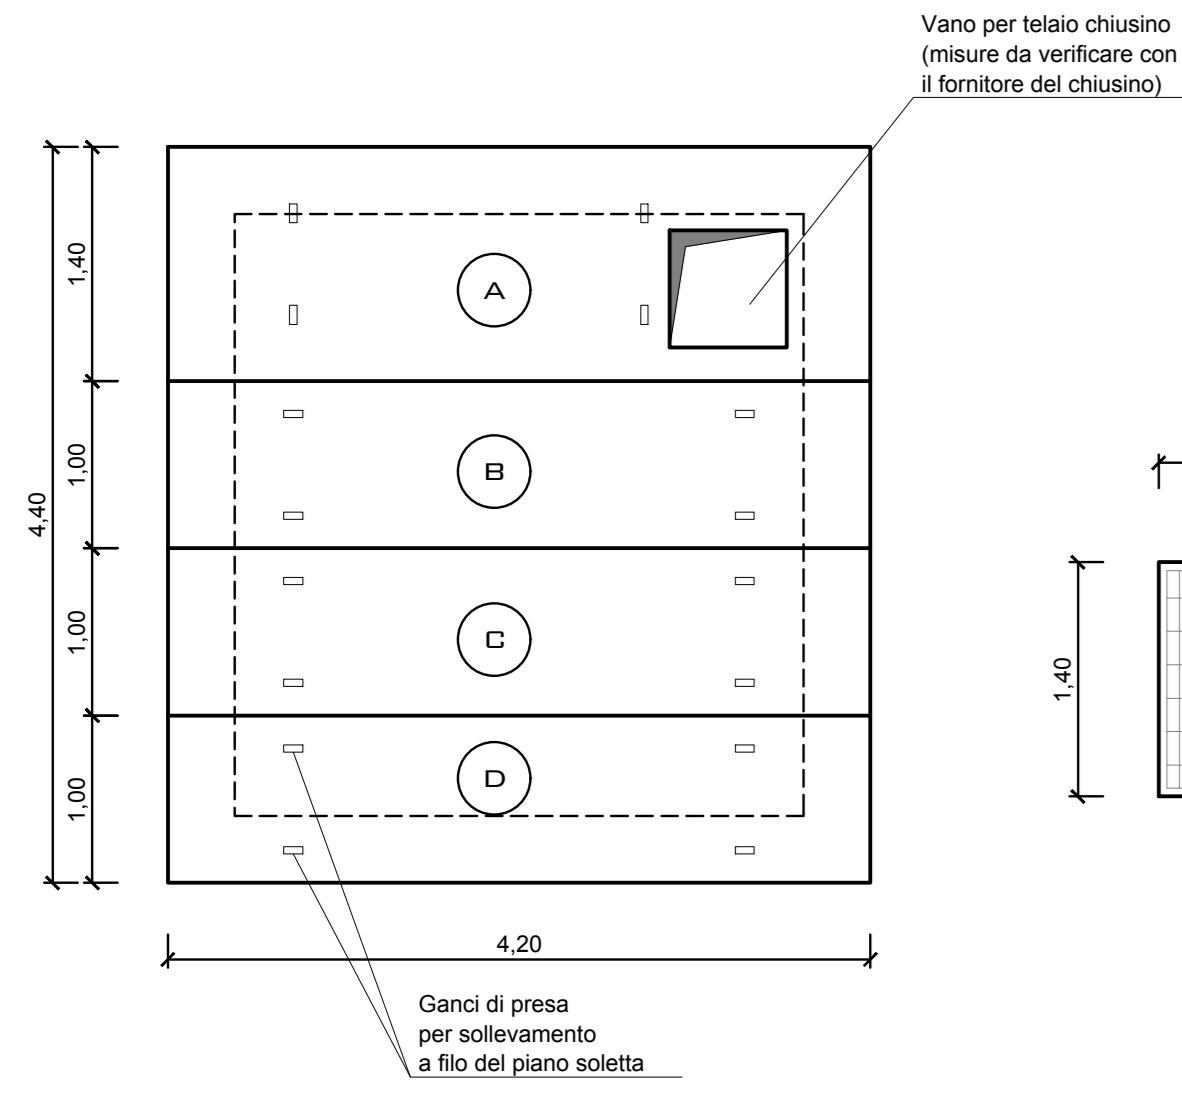 Vano per telaio chiusino
(misure da verificare con
il fornitore del chiusino)
1,40
A
1,00
B
4,40
1,00
C
1,40
1,00
D
4,20
Ganci di presa
per sollevamento
a filo del piano soletta